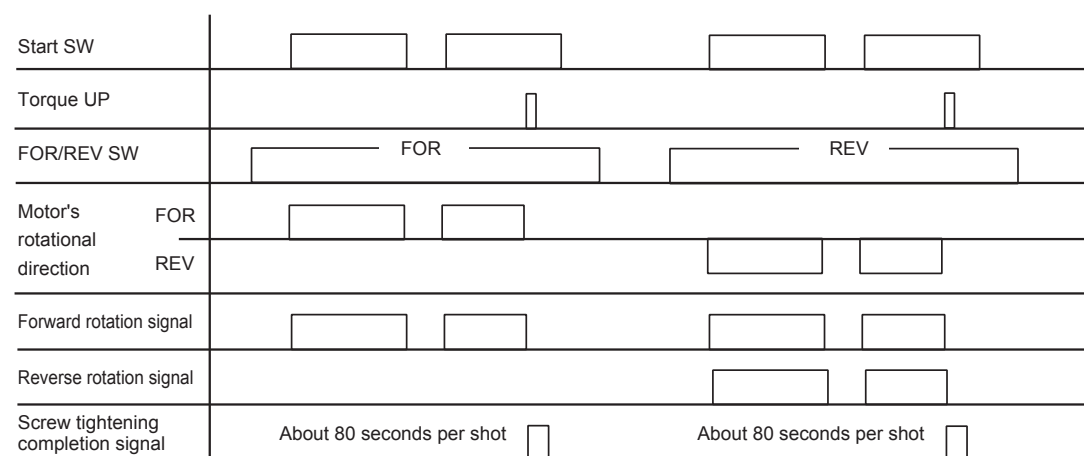 Start SW
Torque UP
FOR/REV SW
FOR
REV
Motor's
rotational
direction
FOR
REV
Forward rotation signal
Reverse rotation signal
Screw tightening
completion signal
About 80 seconds per shot
About 80 seconds per shot